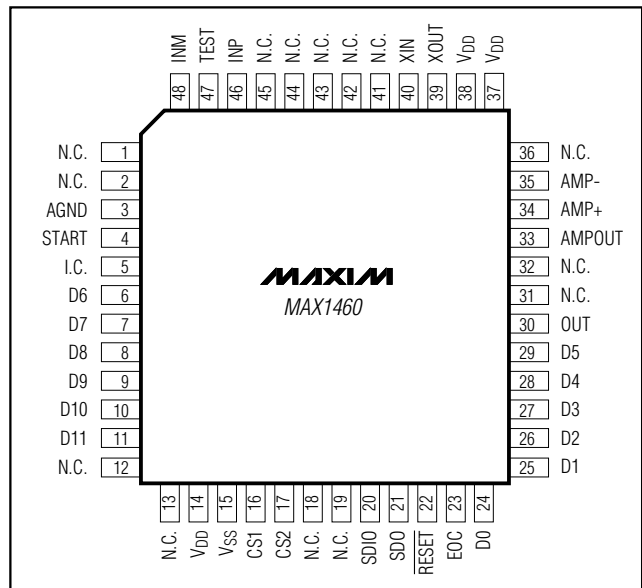 INM
TEST
INP
N.C.
N.C.
N.C.
N.C.
N.C.
XIN
XOUT
VDD
VDD
48
47
46
45
44
43
42
41
40
39
38
37
N.C. 1
N.C. 2
AGND 3
START 4
I.C. 5
D6 6
D7 7
D8 8
D9 9
D10 10
D11 11
N.C. 12
MAXIM
MAX1460
36 N.C.
35 AMP-
34 AMP+
33 AMPOUT
32 N.C.
31 N.C.
30 OUT
29 D5
28 D4
27 D3
26 D2
25 D1
13
14
15
16
17
18
19
20
21
22
23
24
N.C.
VDD
VSS
CS1
CS2
N.C.
N.C.
SDIO
SDO
RESET
EOC
D0